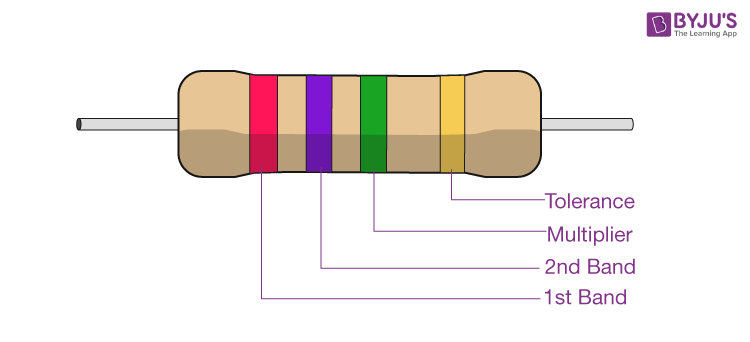 BYJU'S
The Learning App
Tolerance
Multiplier
2nd Band
1st Band